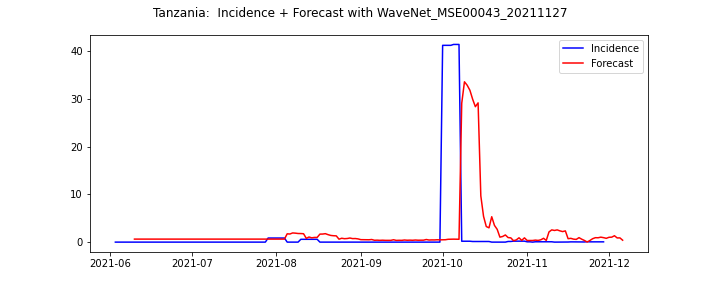 Tanzania:  Incidence + Forecast with WaveNet_MSE00043_20211127
Incidence
Forecast
40
30
20
10
0
2021-06 2021-07 2021-08 2021-09 2021-10 2021-11 2021-12